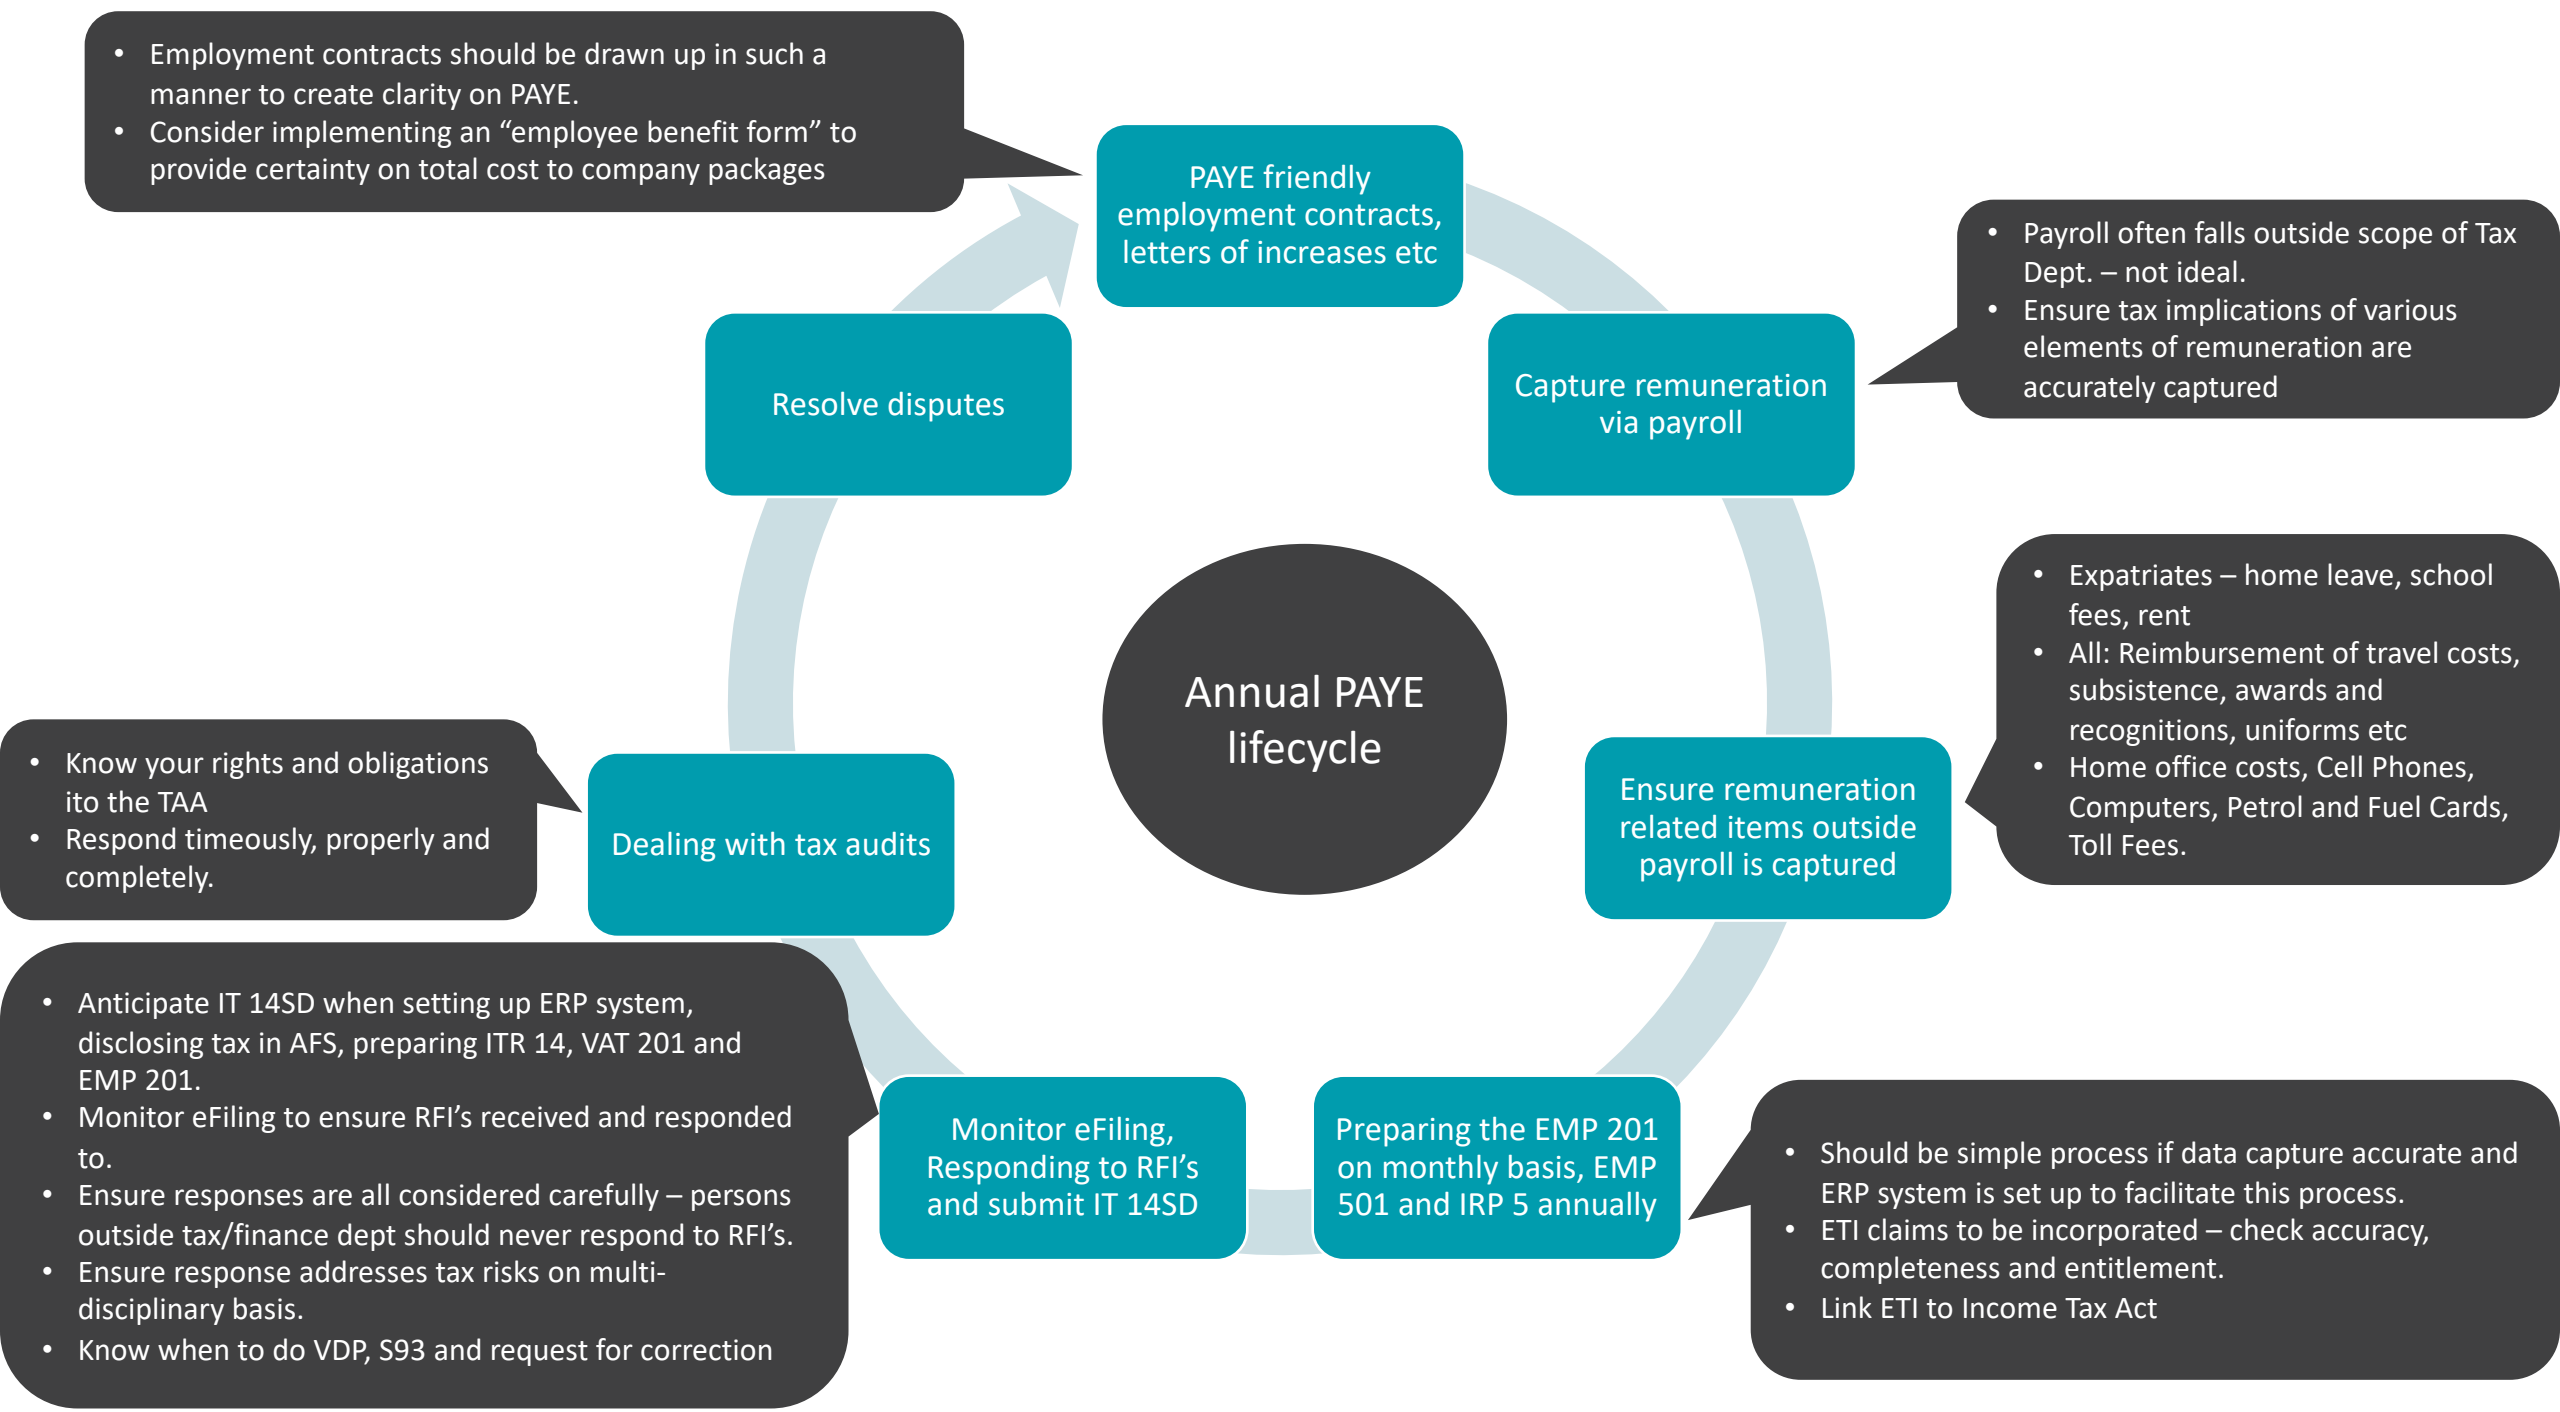 • Employment contracts should be drawn up in such a
manner to create clarity on PAYE.
• Consider implementing an “employee benefit form” to
provide certainty on total cost to company packages
PAYE friendly
employment contracts,
letters of increases etc
• Payroll often falls outside scope of Tax
Dept. – not ideal.
• Ensure tax implications of various
elements of remuneration are
accurately captured
Capture remuneration
via payroll
Resolve disputes
• Expatriates – home leave, school
fees, rent
• All: Reimbursement of travel costs,
subsistence, awards and
recognitions, uniforms etc
• Home office costs, Cell Phones,
Computers, Petrol and Fuel Cards,
Toll Fees.
Annual PAYE
lifecycle
Ensure remuneration
related items outside
payroll is captured
• Know your rights and obligations
ito the TAA
• Respond timeously, properly and
completely.
Dealing with tax audits
• Anticipate IT 14SD when setting up ERP system,
disclosing tax in AFS, preparing ITR 14, VAT 201 and
EMP 201.
• Monitor eFiling to ensure RFI’s received and responded
to.
• Ensure responses are all considered carefully – persons
outside tax/finance dept should never respond to RFI’s.
• Ensure response addresses tax risks on multi-
disciplinary basis.
• Know when to do VDP, S93 and request for correction
Monitor eFiling,
Responding to RFI’s
and submit IT 14SD
Preparing the EMP 201
on monthly basis, EMP
501 and IRP 5 annually
• Should be simple process if data capture accurate and
ERP system is set up to facilitate this process.
• ETI claims to be incorporated – check accuracy,
completeness and entitlement.
• Link ETI to Income Tax Act